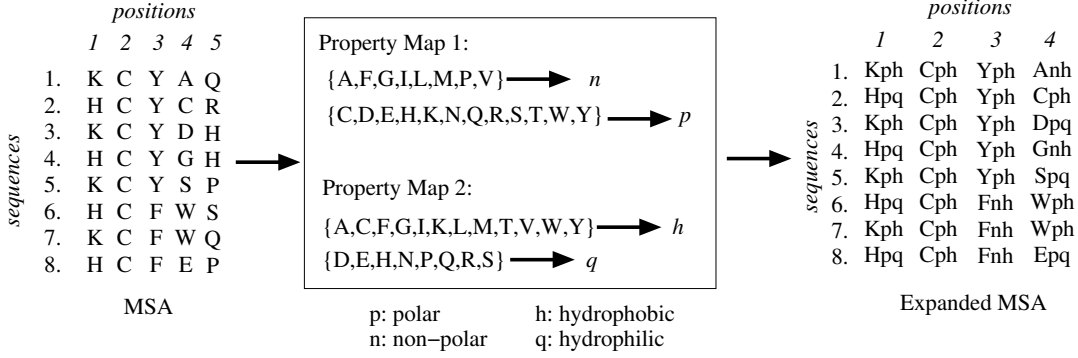 positions
1 2 3 4 5
1. K C Y A Q
2. H C Y C R
3. K C Y D H
4. H C Y G H
5. K C Y S P
6. H C F W S
7. K C F W Q
8. H C F E P
sequences
MSA
Property Map 1:
{A,F,G,I,L,M,P,V} n
{C,D,E,H,K,N,Q,R,S,T,W,Y} p
Property Map 2:
{A,C,F,G,I,K,L,M,T,V,W,Y} h
{D,E,H,N,P,Q,R,S} q
p: polar h: hydrophobic
n: non−polar q: hydrophilic
positions
1 2 3 4
1. Kph Cph Yph Anh
2. Hpq Cph Yph Cph
3. Kph Cph Yph Dpq
4. Hpq Cph Yph Gnh
5. Kph Cph Yph Spq
6. Hpq Cph Fnh Wph
7. Kph Cph Fnh Wph
8. Hpq Cph Fnh Epq
sequences
Expanded MSA